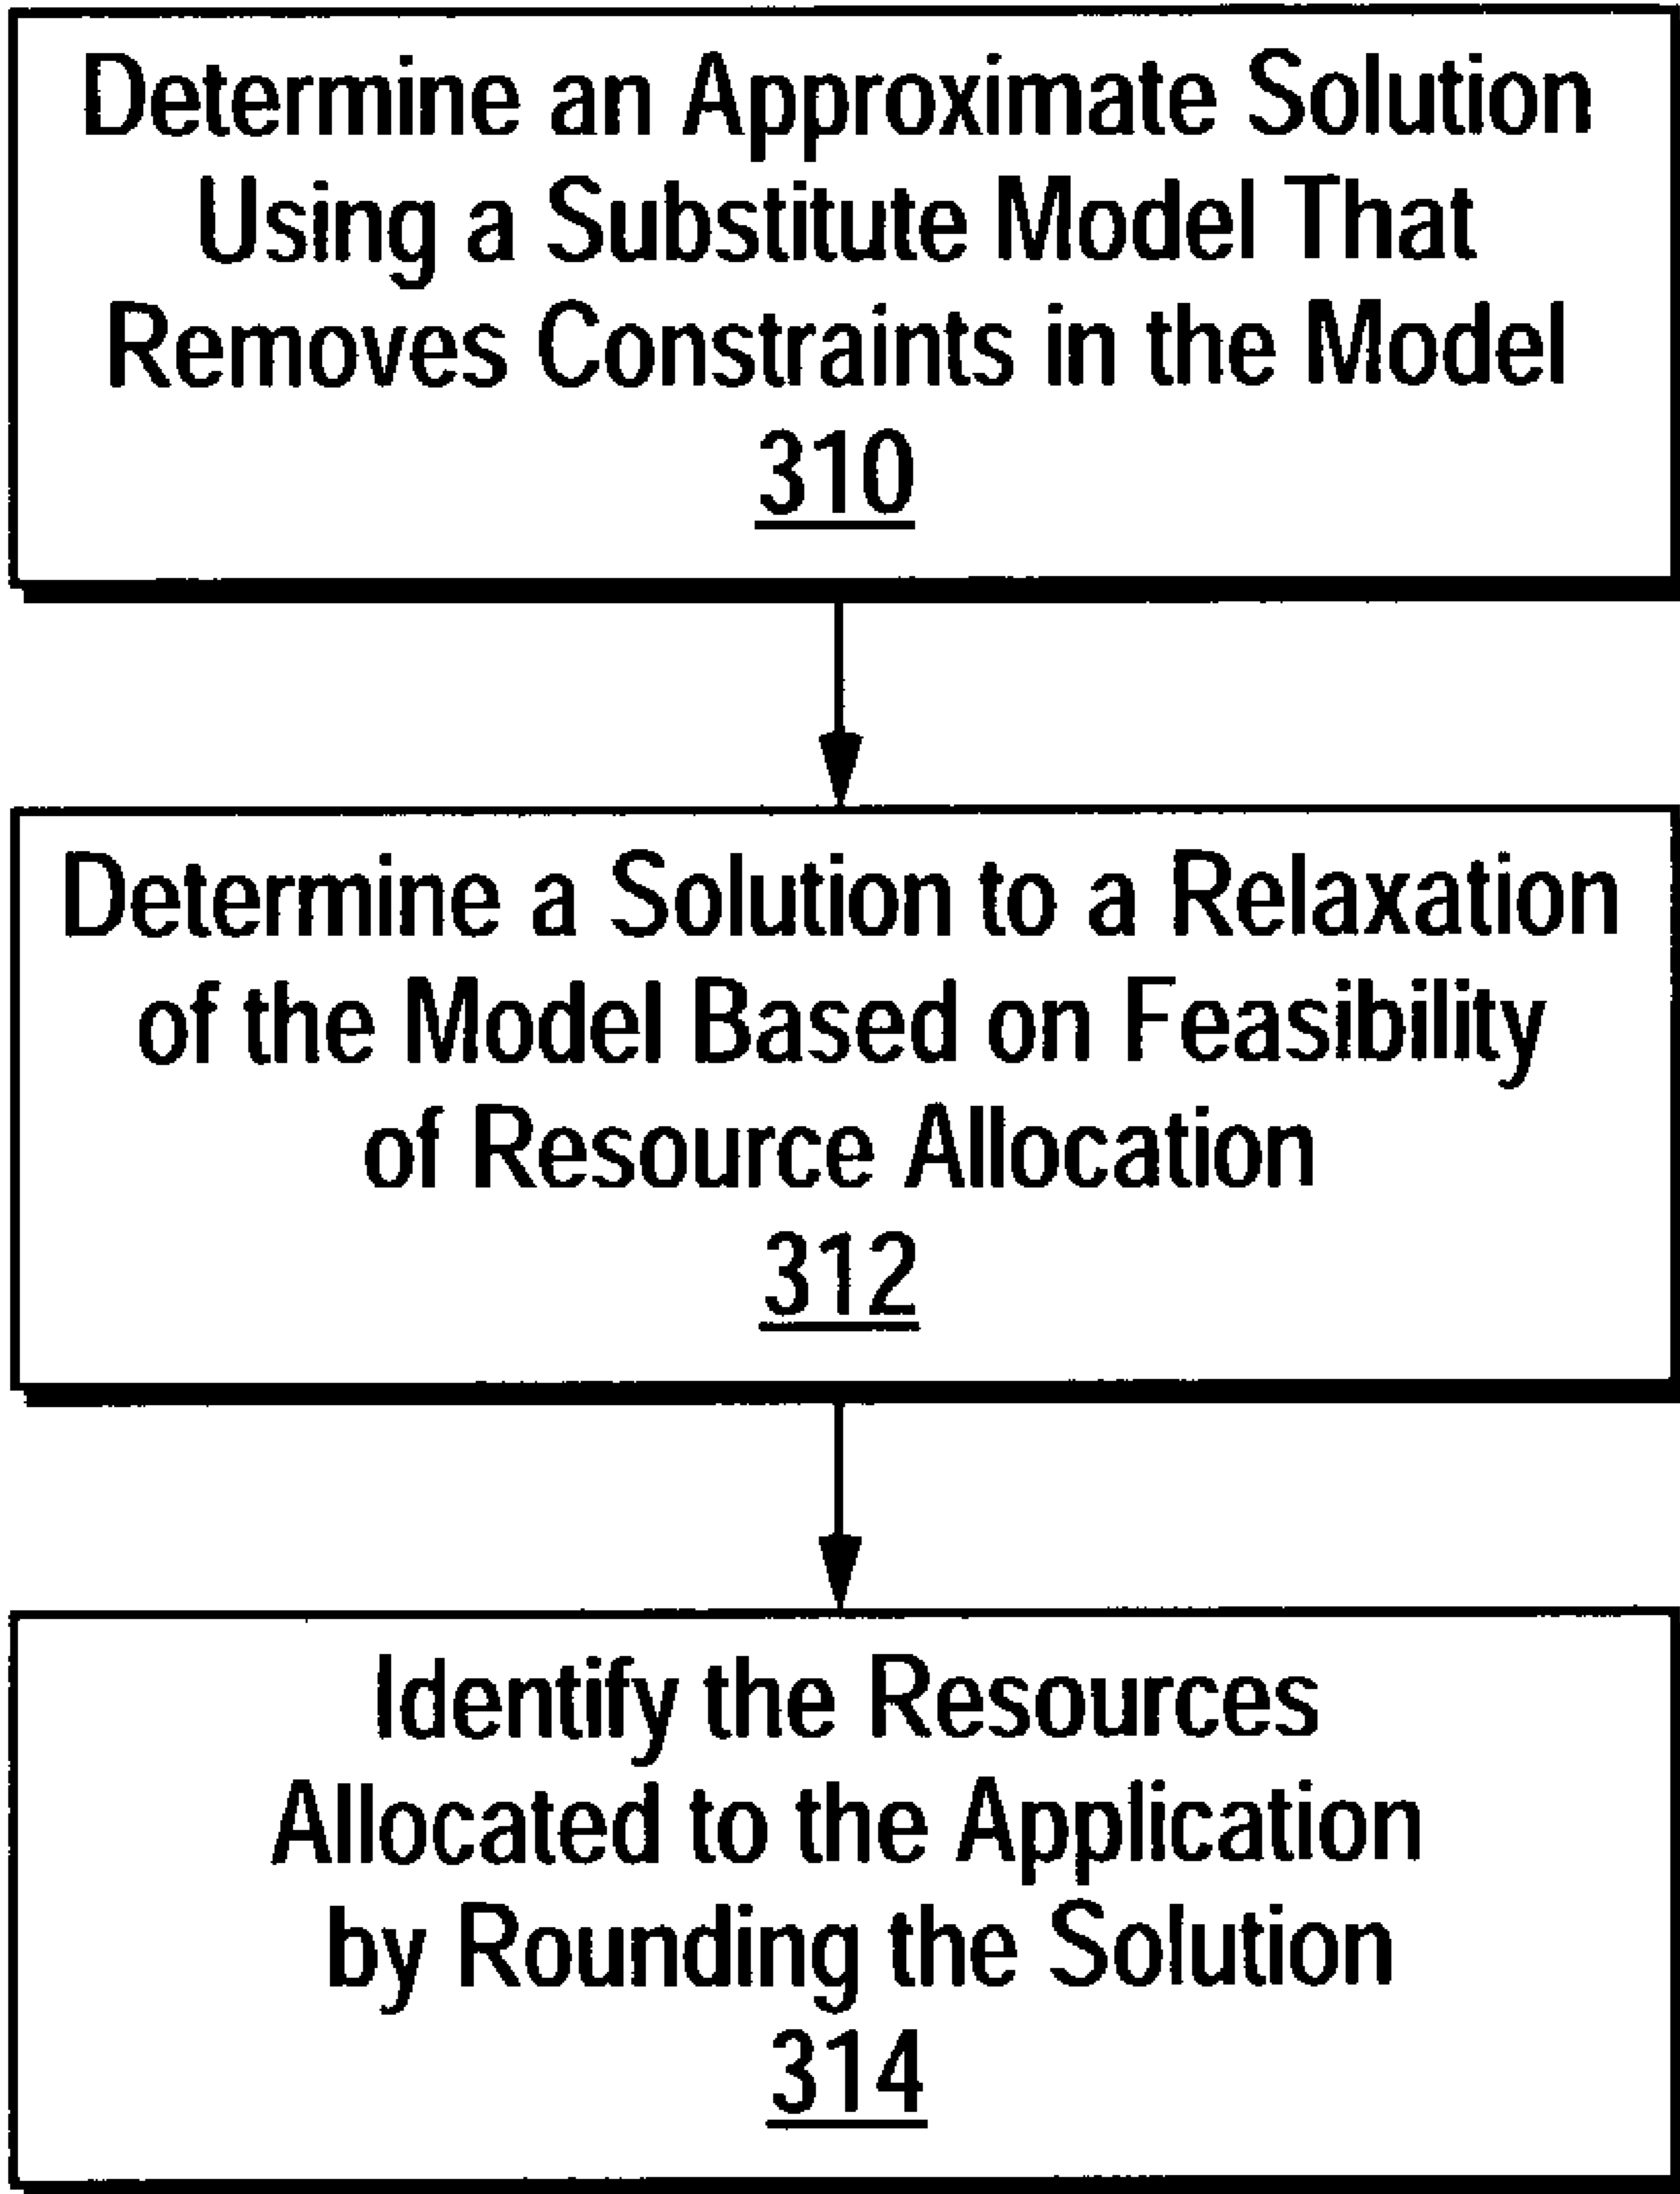 Determine an Approximate Solution
Using a Substitute Model That
Removes Constraints in the Model
310
Determine a Solution to a Relaxation
of the Model Based on Feasibility
of Resource Allocation
312
Identify the Resources
Allocated to the Application
by Rounding the Solution
314